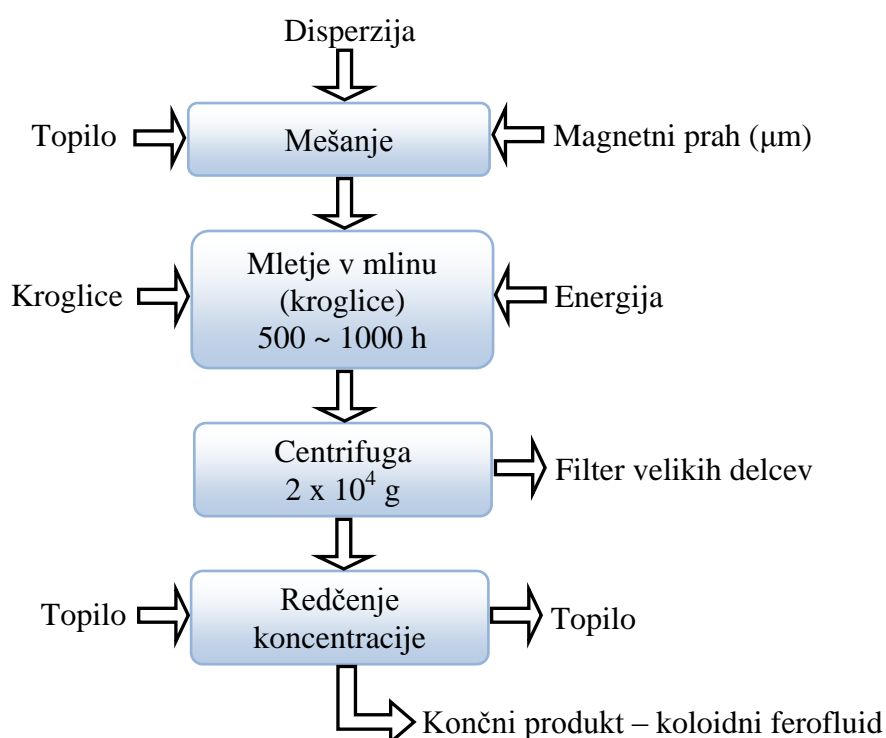 Disperzija
Topilo
Mešanje
Magnetni prah (μm)
Mletje v mlinu
(kroglice)
500 ~ 1000 h
Kroglice
Energija
Centrifuga
2 x 10⁴ g
Filter velikih delcev
Topilo
Redčenje
koncentracije
Topilo
Končni produkt – koloidni ferofluid